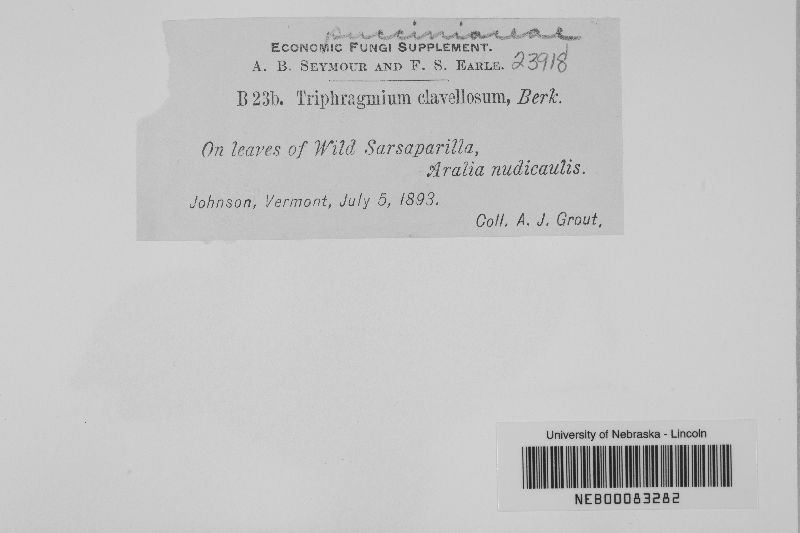 pucciniaceae
ECONOMIC FUNGI SUPPLEMENT.
A. B. SEYMOUR AND F. S. EARLE. 23918
B 23b. Triphragmium clavellosum, Berk.
On leaves of Wild Sarsaparilla,
Aralia nudicaulis.
Johnson, Vermont, July 5, 1893.
Coll. A. J. Grout,
University of Nebraska - Lincoln
NEB00083282